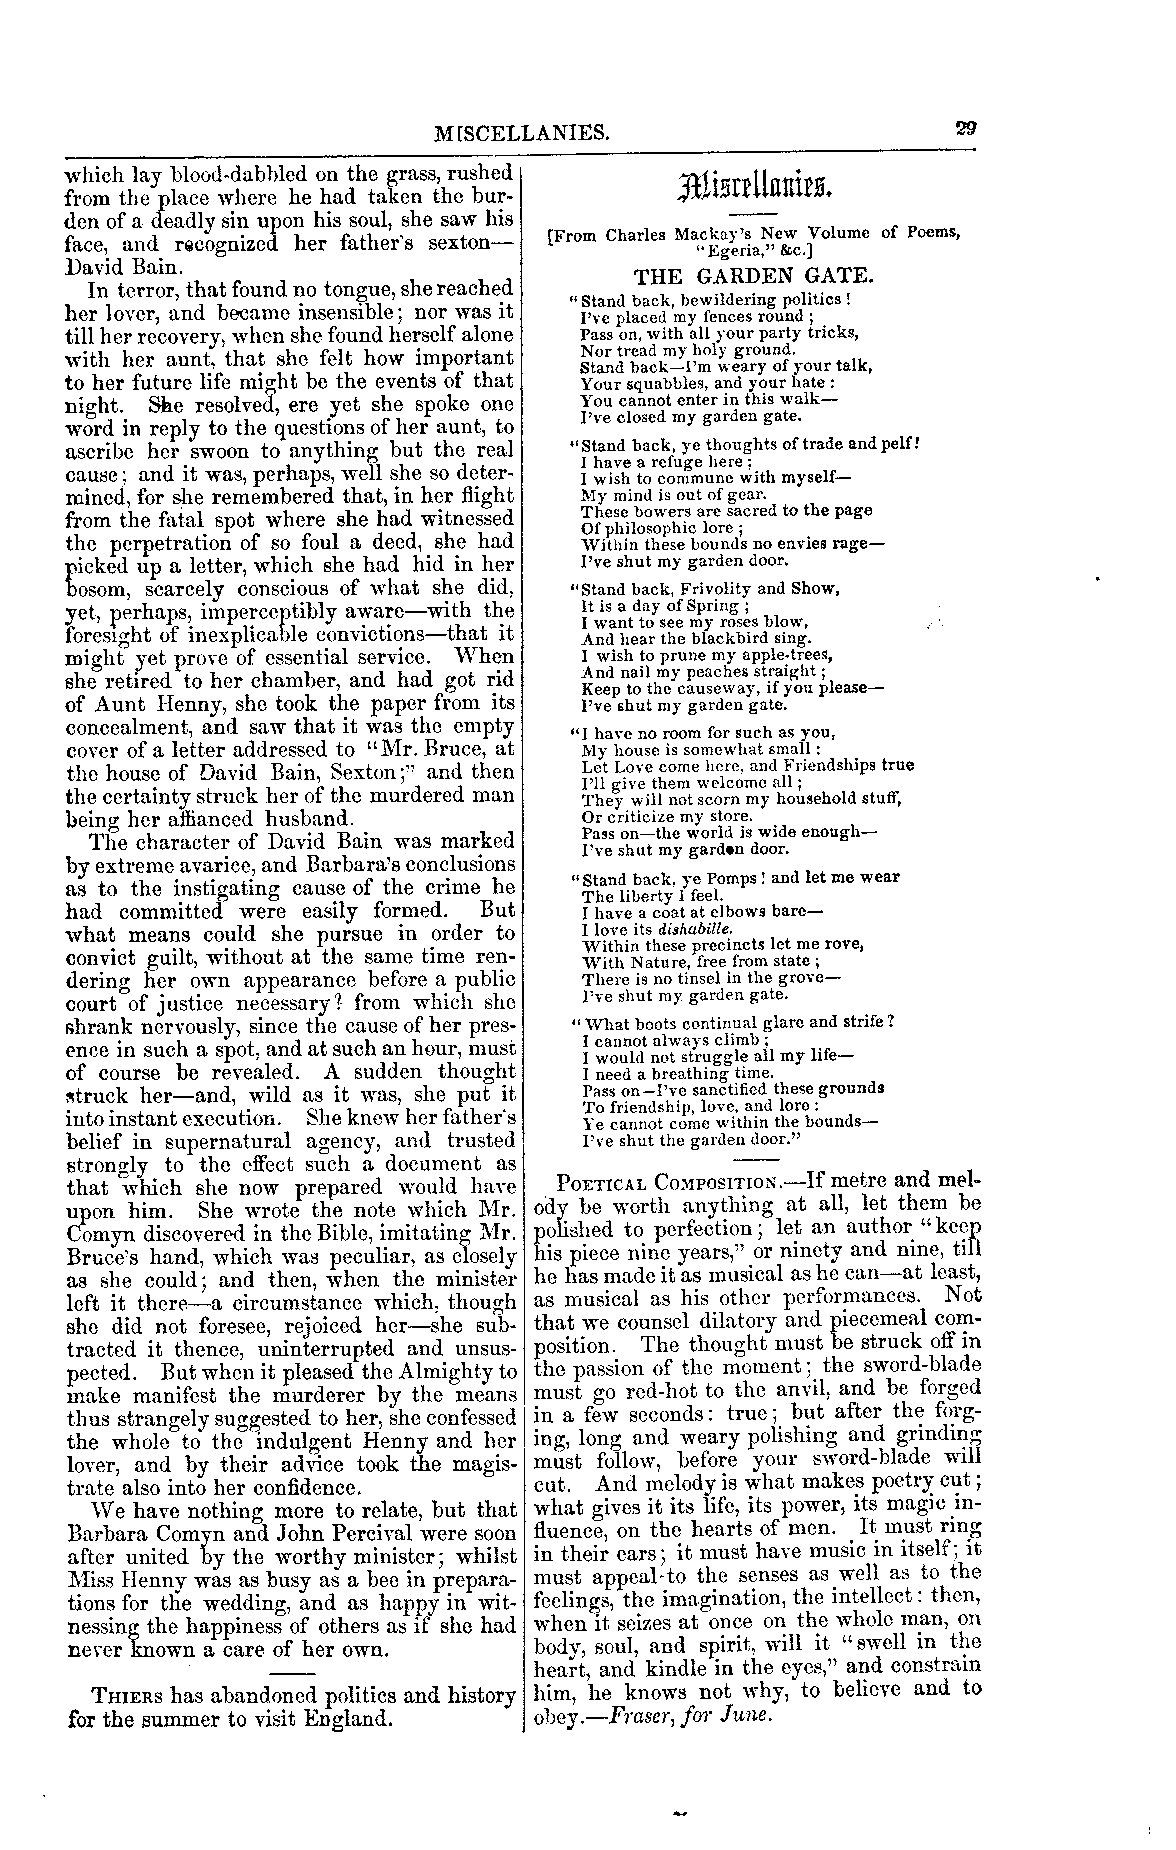 MISCELLANIES.
29
which lay blood-dabbled on the grass, rushed
from the place where he had taken the bur-
den of a deadly sin upon his soul, she saw his
face, and recognized her father's sexton—
David Bain.
In terror, that found no tongue, she reached
her lover, and became insensible; nor was it
till her recovery, when she found herself alone
with her aunt, that she felt how important
to her future life might be the events of that
night. She resolved, ere yet she spoke one
word in reply to the questions of her aunt, to
ascribe her swoon to anything but the real
cause; and it was, perhaps, well she so deter-
mined, for she remembered that, in her flight
from the fatal spot where she had witnessed
the perpetration of so foul a deed, she had
picked up a letter, which she had hid in her
bosom, scarcely conscious of what she did,
yet, perhaps, imperceptibly aware—with the
foresight of inexplicable convictions—that it
might yet prove of essential service. When
she retired to her chamber, and had got rid
of Aunt Henny, she took the paper from its
concealment, and saw that it was the empty
cover of a letter addressed to "Mr. Bruce, at
the house of David Bain, Sexton;" and then
the certainty struck her of the murdered man
being her affianced husband.
The character of David Bain was marked
by extreme avarice, and Barbara's conclusions
as to the instigating cause of the crime he
had committed were easily formed. But
what means could she pursue in order to
convict guilt, without at the same time ren-
dering her own appearance before a public
court of justice necessary? from which she
shrank nervously, since the cause of her pres-
ence in such a spot, and at such an hour, must
of course be revealed. A sudden thought
struck her—and, wild as it was, she put it
into instant execution. She knew her father's
belief in supernatural agency, and trusted
strongly to the effect such a document as
that which she now prepared would have
upon him. She wrote the note which Mr.
Comyn discovered in the Bible, imitating Mr.
Bruce's hand, which was peculiar, as closely
as she could; and then, when the minister
left it there—a circumstance which, though
she did not foresee, rejoiced her—she sub-
tracted it thence, uninterrupted and unsus-
pected. But when it pleased the Almighty to
make manifest the murderer by the means
thus strangely suggested to her, she confessed
the whole to the indulgent Henny and her
lover, and by their advice took the magis-
trate also into her confidence.
We have nothing more to relate, but that
Barbara Comyn and John Percival were soon
after united by the worthy minister; whilst
Miss Henny was as busy as a bee in prepara-
tions for the wedding, and as happy in wit-
nessing the happiness of others as if she had
never known a care of her own.
THIERS has abandoned politics and history
for the summer to visit England.
Miscellanies.
[From Charles Mackay's New Volume of Poems,
"Egeria," &c.]
THE GARDEN GATE.
"Stand back, bewildering politics!
I've placed my fences round;
Pass on, with all your party tricks,
Nor tread my holy ground.
Stand back—I'm weary of your talk,
Your squabbles, and your hate:
You cannot enter in this walk—
I've closed my garden gate.
"Stand back, ye thoughts of trade and pelf!
I have a refuge here;
I wish to commune with myself—
My mind is out of gear.
These bowers are sacred to the page
Of philosophic lore;
Within these bounds no envies rage—
I've shut my garden door.
"Stand back, Frivolity and Show,
It is a day of Spring;
I want to see my roses blow,
And hear the blackbird sing.
I wish to prune my apple-trees,
And nail my peaches straight;
Keep to the causeway, if you please—
I've shut my garden gate.
"I have no room for such as you,
My house is somewhat small:
Let Love come here, and Friendships true
I'll give them welcome all;
They will not scorn my household stuff,
Or criticize my store.
Pass on—the world is wide enough—
I've shut my garden door.
"Stand back, ye Pomps! and let me wear
The liberty I feel.
I have a coat at elbows bare—
I love its dishabille.
Within these precincts let me rove,
With Nature, free from state;
There is no tinsel in the grove—
I've shut my garden gate.
"What boots continual glare and strife?
I cannot always climb;
I would not struggle all my life—
I need a breathing time.
Pass on—I've sanctified these grounds
To friendship, love, and lore:
Ye cannot come within the bounds—
I've shut the garden door."
POETICAL COMPOSITION.—If metre and mel-
ody be worth anything at all, let them be
polished to perfection; let an author "keep
his piece nine years," or ninety and nine, till
he has made it as musical as he can—at least,
as musical as his other performances. Not
that we counsel dilatory and piecemeal com-
position. The thought must be struck off in
the passion of the moment; the sword-blade
must go red-hot to the anvil, and be forged
in a few seconds: true; but after the forg-
ing, long and weary polishing and grinding
must follow, before your sword-blade will
cut. And melody is what makes poetry cut;
what gives it its life, its power, its magic in-
fluence, on the hearts of men. It must ring
in their ears; it must have music in itself; it
must appeal to the senses as well as to the
feelings, the imagination, the intellect: then,
when it seizes at once on the whole man, on
body, soul, and spirit, will it "swell in the
heart, and kindle in the eyes," and constrain
him, he knows not why, to believe and to
obey.—Fraser, for June.